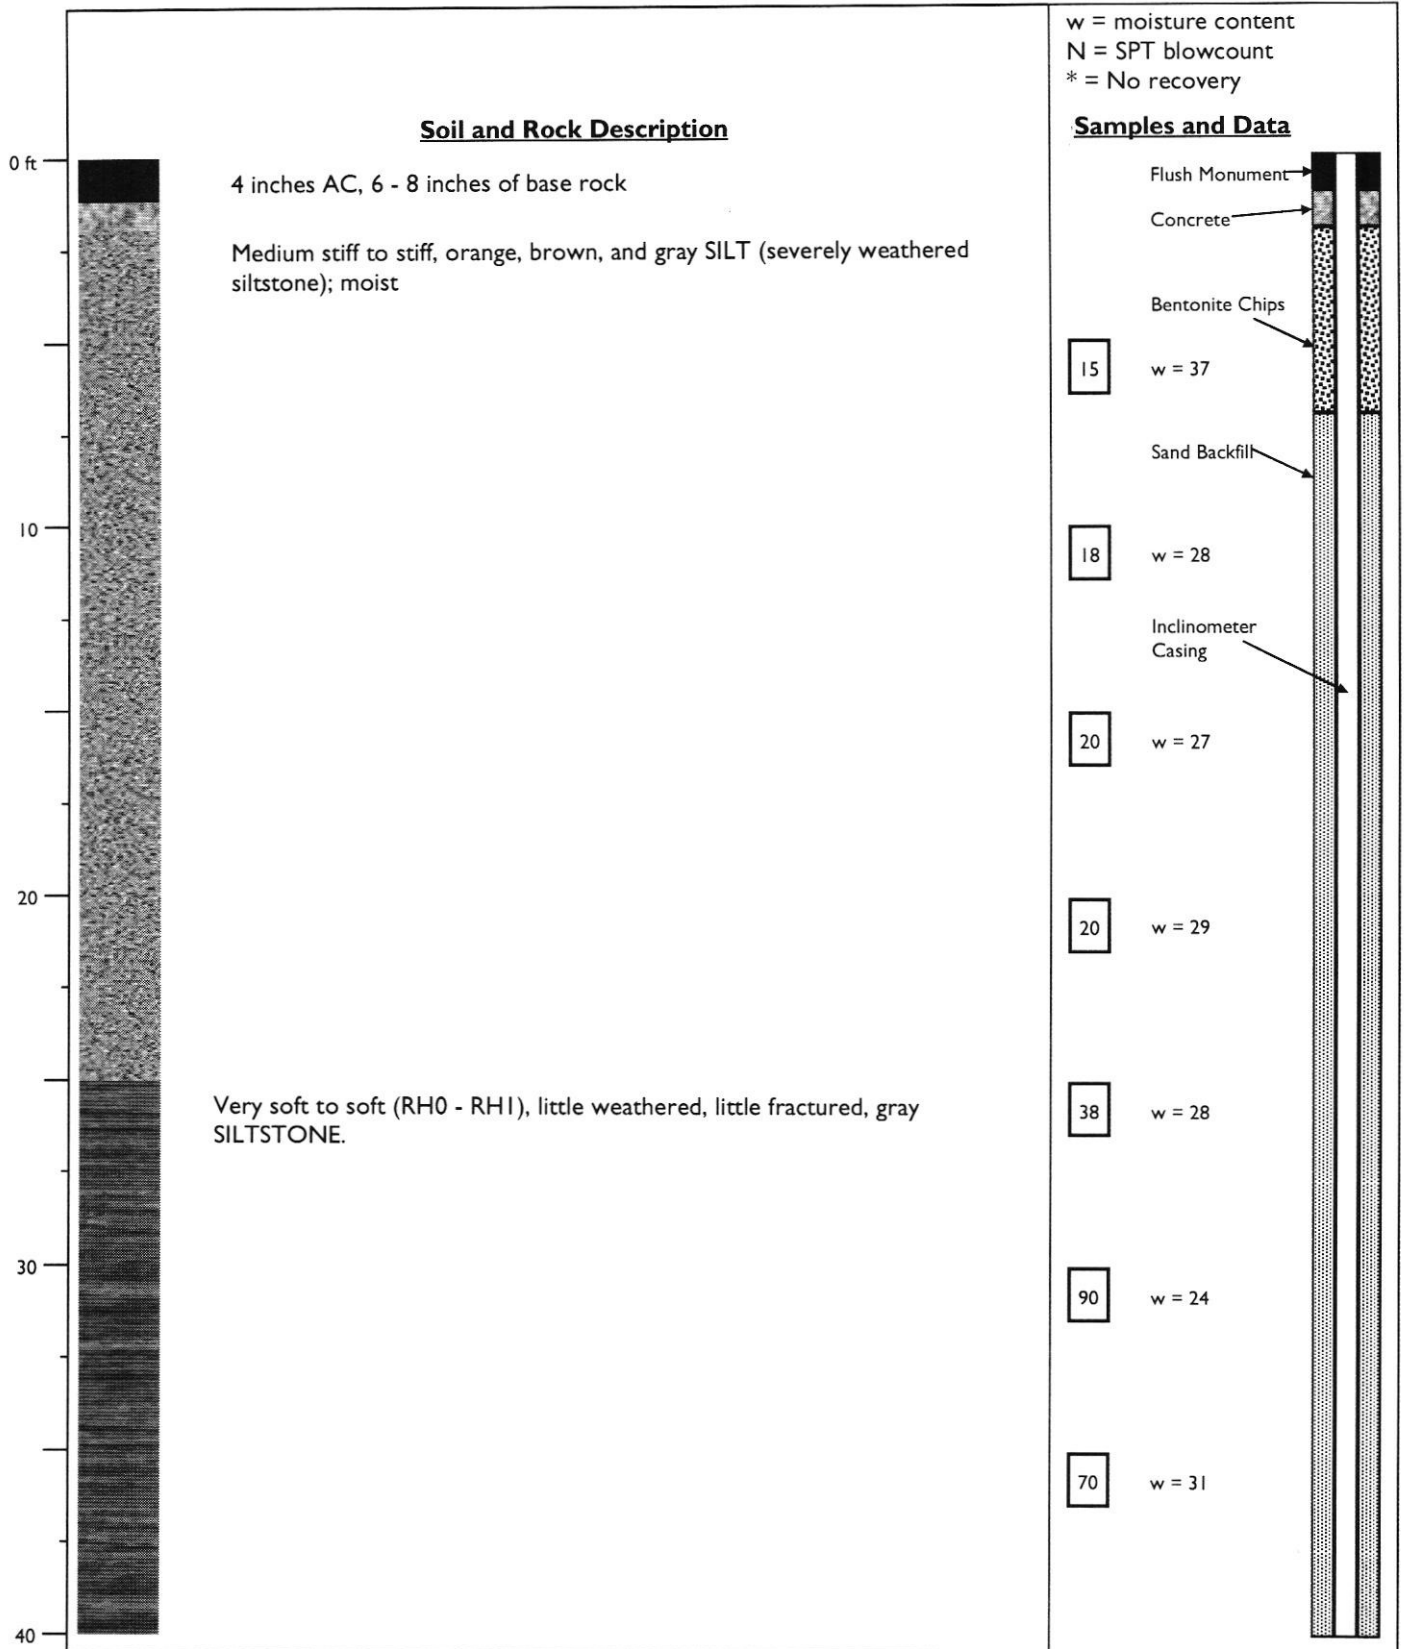 w = moisture content
N = SPT blowcount
* = No recovery
Soil and Rock Description
Samples and Data
0 ft
4 inches AC, 6 - 8 inches of base rock
Flush Monument
Concrete
Medium stiff to stiff, orange, brown, and gray SILT (severely weathered
siltstone); moist
Bentonite Chips
15 w = 37
Sand Backfill
10
18 w = 28
Inclinometer
Casing
20 w = 27
20
20 w = 29
Very soft to soft (RH0 - RH1), little weathered, little fractured, gray
SILTSTONE.
38 w = 28
30
90 w = 24
70 w = 31
40